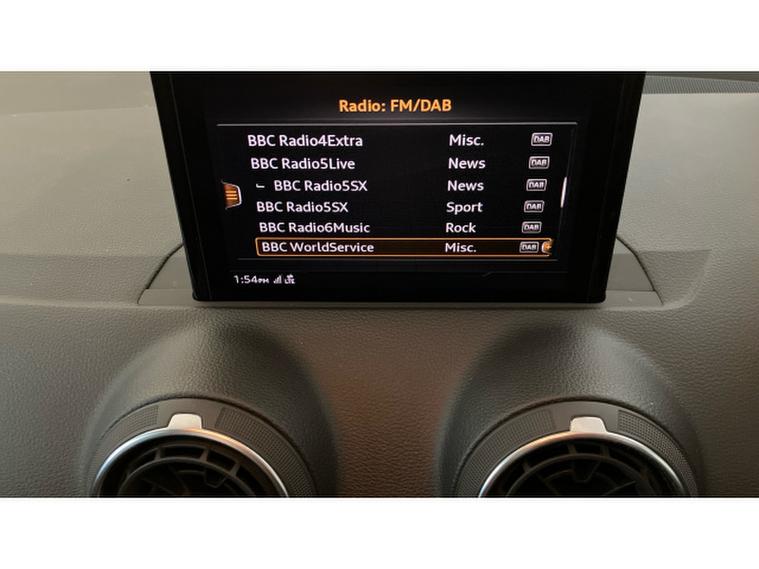 Radio: FM/DAB
BBC Radio4Extra Misc. DAB
BBC Radio5Live News DAB
BBC Radio5SX News DAB
BBC Radio5SX Sport DAB
BBC Radio6Music Rock DAB
BBC WorldService Misc. DAB
1:54PM LTE